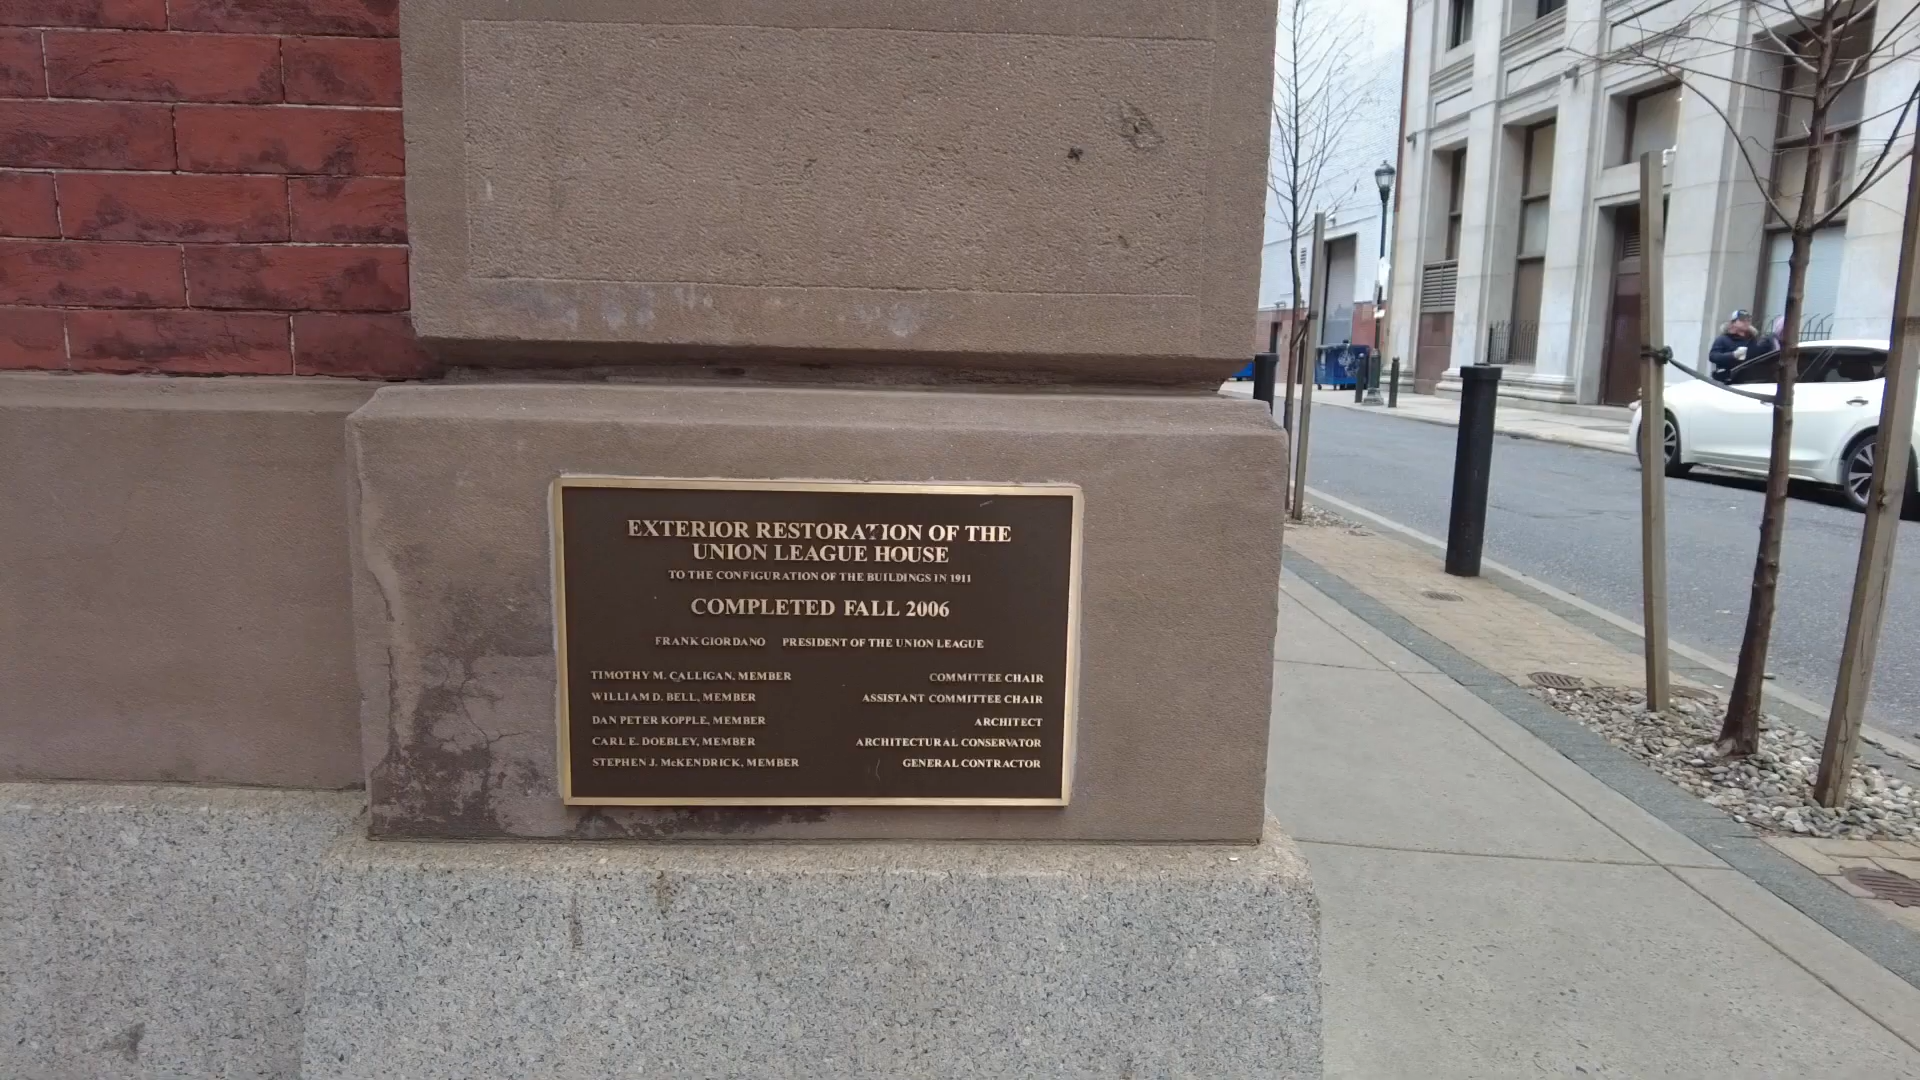 EXTERIOR RESTORATION OF THE
UNION LEAGUE HOUSE
TO THE CONFIGURATION OF THE BUILDINGS IN 1911
COMPLETED FALL 2006
FRANK GIORDANO PRESIDENT OF THE UNION LEAGUE
TIMOTHY M. CALLIGAN, MEMBER COMMITTEE CHAIR
WILLIAM D. BELL, MEMBER ASSISTANT COMMITTEE CHAIR
DAN PETER KOPPLE, MEMBER ARCHITECT
CARL E. DOEBLEY, MEMBER ARCHITECTURAL CONSERVATOR
STEPHEN J. McKENDRICK, MEMBER GENERAL CONTRACTOR